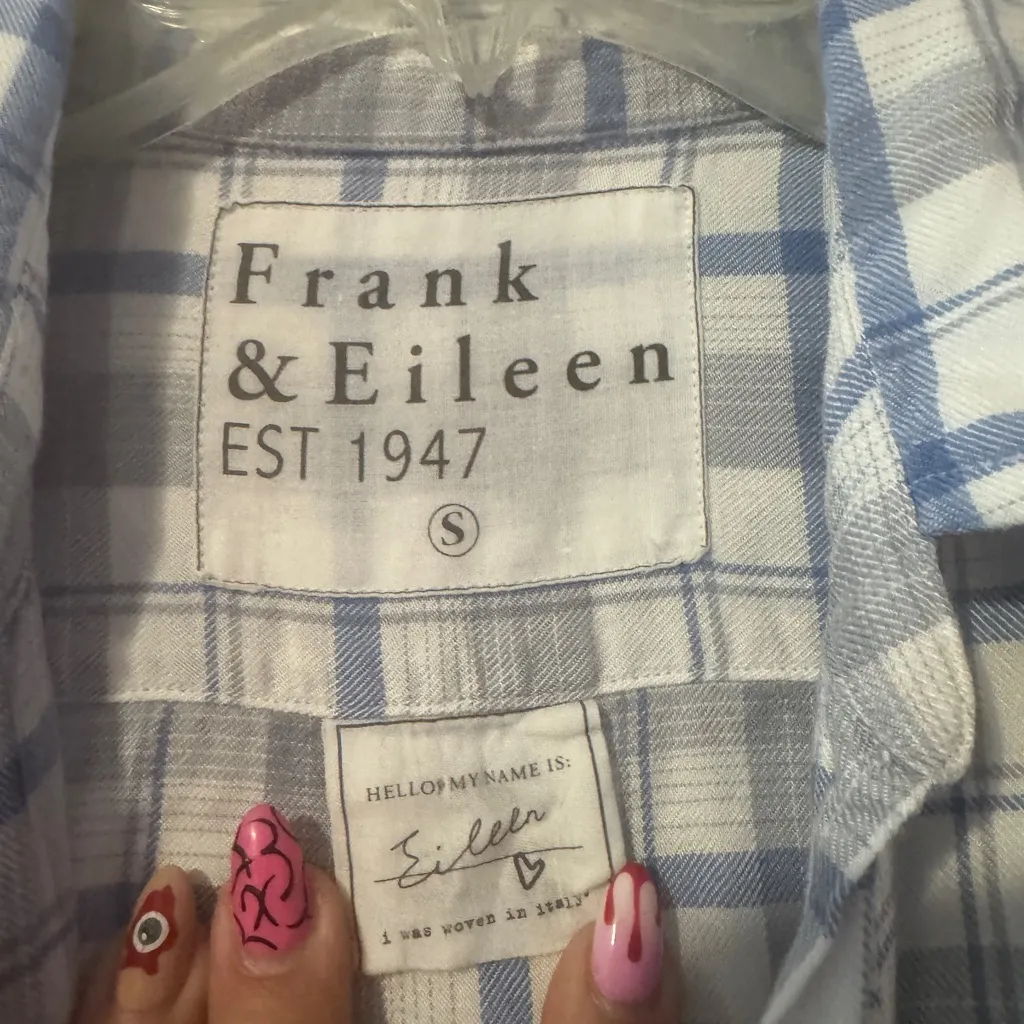 Frank
& Eileen
EST 1947
S
HELLO, MY NAME IS:
Eileen
i was woven in italy